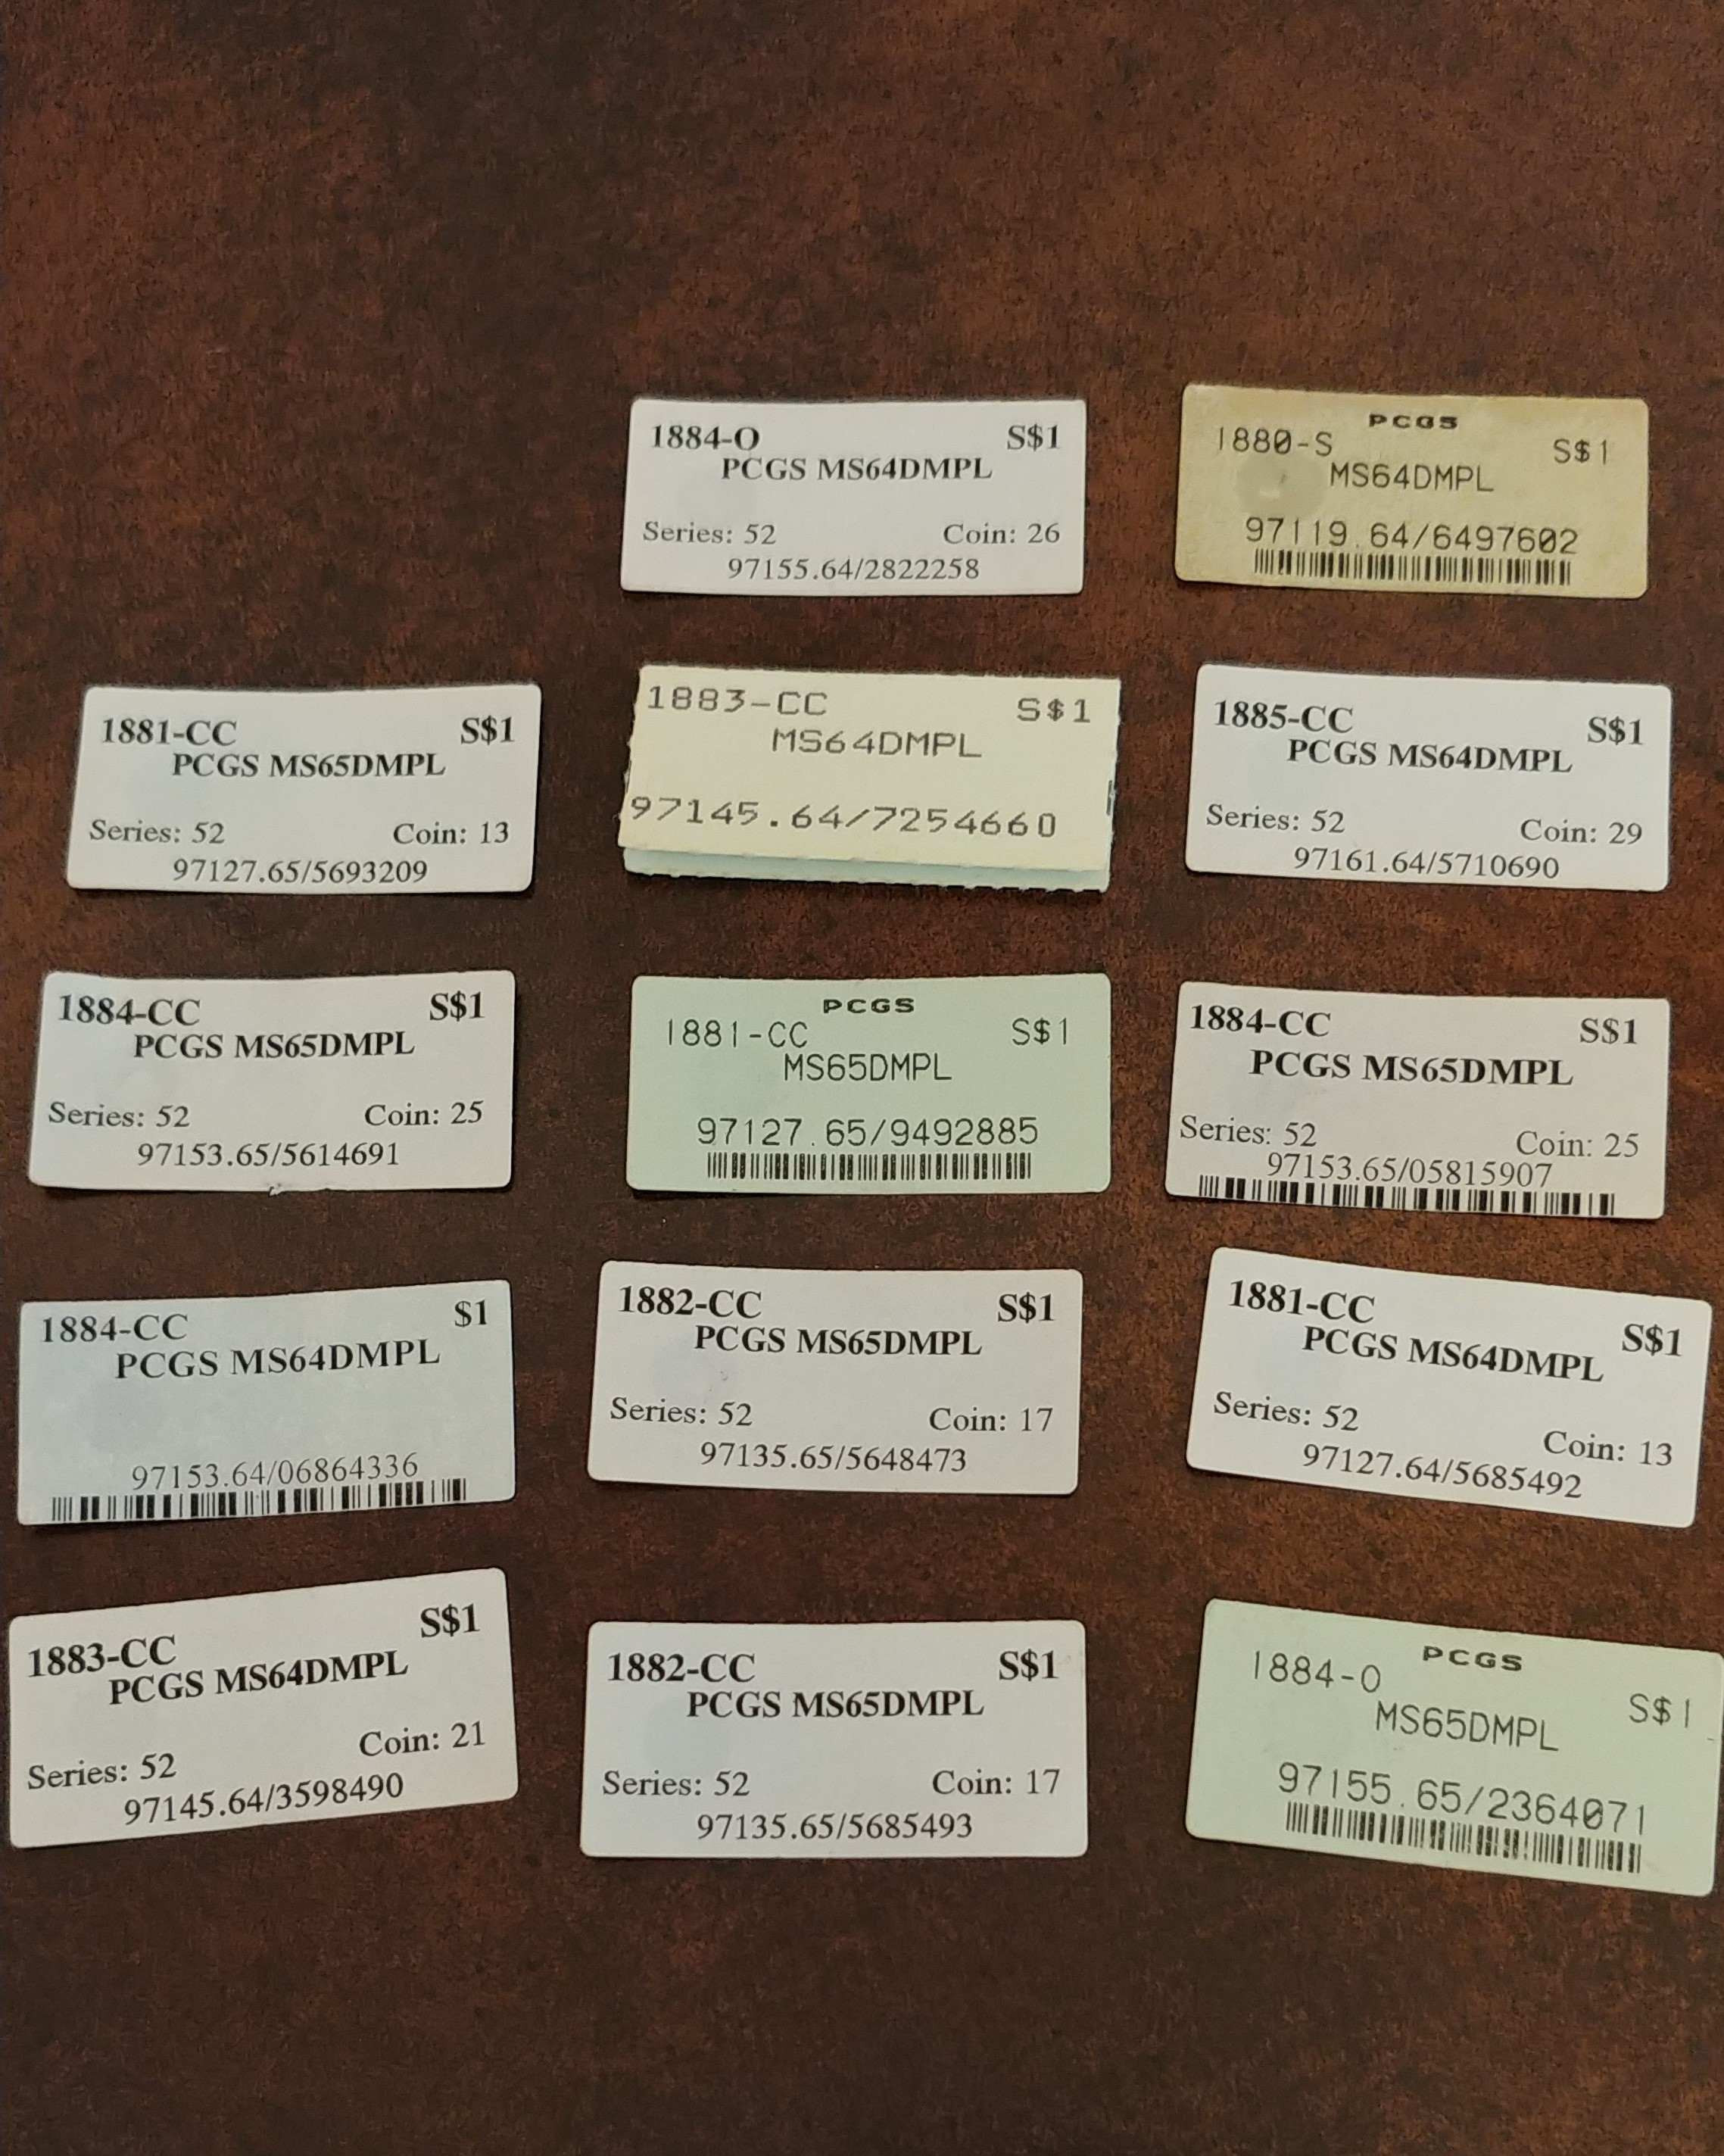 1884-O S$1
PCGS MS64DMPL
Series: 52 Coin: 26
97155.64/2822258
PCGS
1880-S S$1
MS64DMPL
97119.64/6497602
1881-CC S$1
PCGS MS65DMPL
Series: 52 Coin: 13
97127.65/5693209
1883-CC S$1
MS64DMPL
97145.64/7254660
1885-CC S$1
PCGS MS64DMPL
Series: 52 Coin: 29
97161.64/5710690
1884-CC S$1
PCGS MS65DMPL
Series: 52 Coin: 25
97153.65/5614691
PCGS
1881-CC S$1
MS65DMPL
97127.65/9492885
1884-CC S$1
PCGS MS65DMPL
Series: 52 Coin: 25
97153.65/05815907
1884-CC $1
PCGS MS64DMPL
97153.64/06864336
1882-CC S$1
PCGS MS65DMPL
Series: 52 Coin: 17
97135.65/5648473
1881-CC S$1
PCGS MS64DMPL
Series: 52 Coin: 13
97127.64/5685492
1883-CC S$1
PCGS MS64DMPL
Series: 52 Coin: 21
97145.64/3598490
1882-CC S$1
PCGS MS65DMPL
Series: 52 Coin: 17
97135.65/5685493
PCGS
1884-O S$1
MS65DMPL
97155.65/2364071